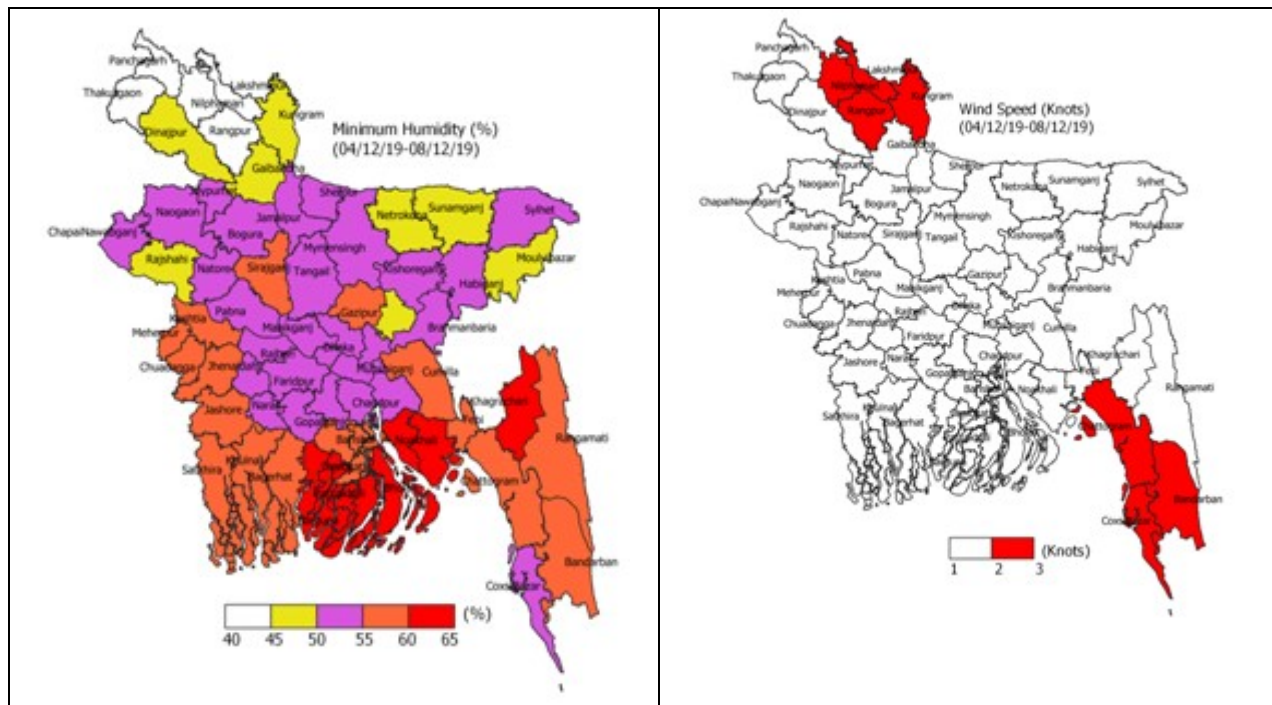 Panchagarh
Thakurgaon
Lakshmipur
Nilphamari
Kurigram
Dinajpur
Rangpur
Minimum Humidity (%)
(04/12/19-08/12/19)
Gaibandha
Joypurhat
Sherpur
Naogaon
Jamalpur
Netrokona
Sunamganj
Sylhet
ChapaiNawabganj
Bogura
Mymensingh
Rajshahi
Sirajganj
Kishoreganj
Moulvibazar
Natore
Tangail
Habiganj
Pabna
Gazipur
Kushtia
Manikganj
Brahmanbaria
Meherpur
Dhaka
Rajbari
Chuadanga
Jhenaidah
Munshiganj
Cumilla
Faridpur
Jashore
Narail
Chandpur
Khagrachari
Gopalganj
Feni
Noakhali
Rangamati
Satkhira
Khulna
Bagerhat
Chattogram
Bandarban
CoxsBazar
(%)
40 45 50 55 60 65
Panchagarh
Thakurgaon
Nilphamari
Kurigram
Dinajpur
Rangpur
Wind Speed (Knots)
(04/12/19-08/12/19)
Gaibandha
Joypurhat
Sherpur
Naogaon
Jamalpur
Netrokona
Sunamganj
Sylhet
ChapaiNawabganj
Bogura
Mymensingh
Rajshahi
Sirajganj
Kishoreganj
Moulvibazar
Natore
Tangail
Habiganj
Pabna
Gazipur
Kushtia
Manikganj
Brahmanbaria
Meherpur
Dhaka
Rajbari
Chuadanga
Jhenaidah
Munshiganj
Cumilla
Faridpur
Jashore
Narail
Chandpur
Khagrachari
Gopalganj
Feni
Noakhali
Rangamati
Satkhira
Khulna
Bagerhat
Chattogram
Bandarban
CoxsBazar
(Knots)
1 2 3